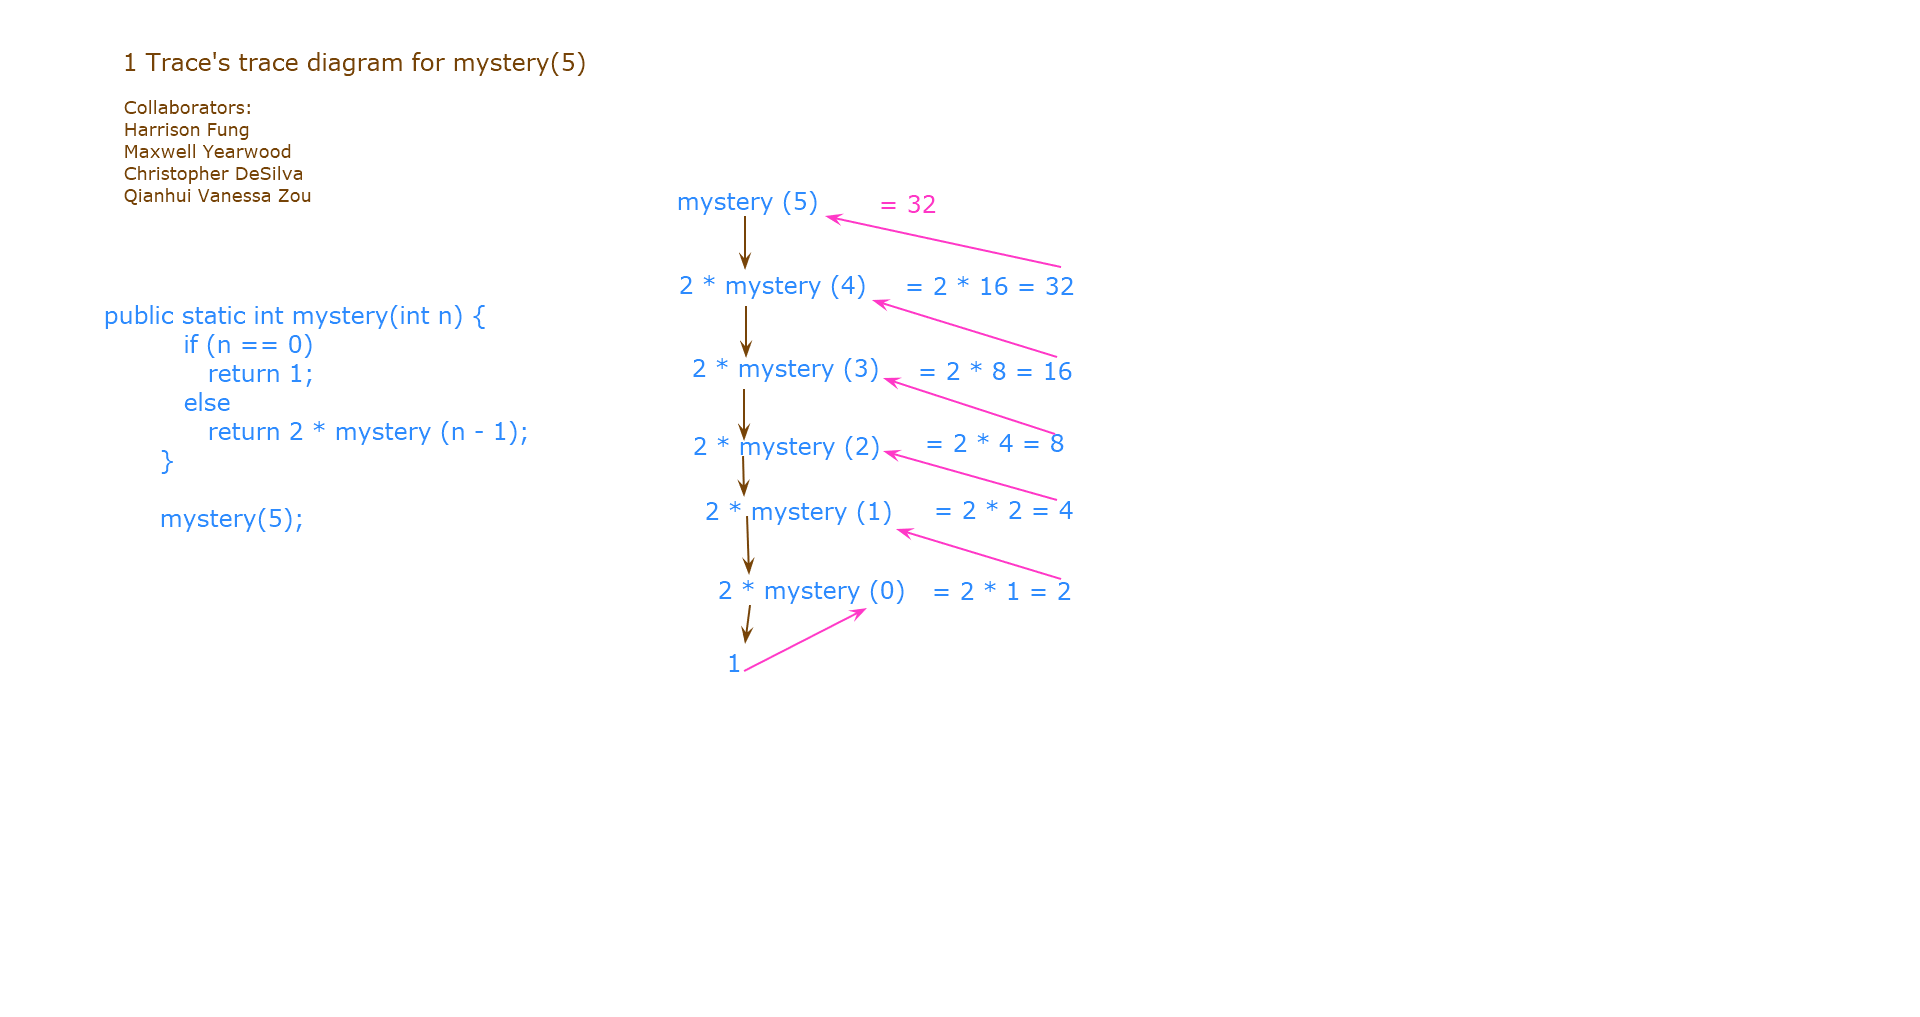 1 Trace's trace diagram for mystery(5)
Collaborators:
Harrison Fung
Maxwell Yearwood
Christopher DeSilva
Qianhui Vanessa Zou
public static int mystery(int n) {
if (n == 0)
return 1;
else
return 2 * mystery (n - 1);
}
mystery(5);
mystery (5) = 32
2 * mystery (4) = 2 * 16 = 32
2 * mystery (3) = 2 * 8 = 16
2 * mystery (2) = 2 * 4 = 8
2 * mystery (1) = 2 * 2 = 4
2 * mystery (0) = 2 * 1 = 2
1